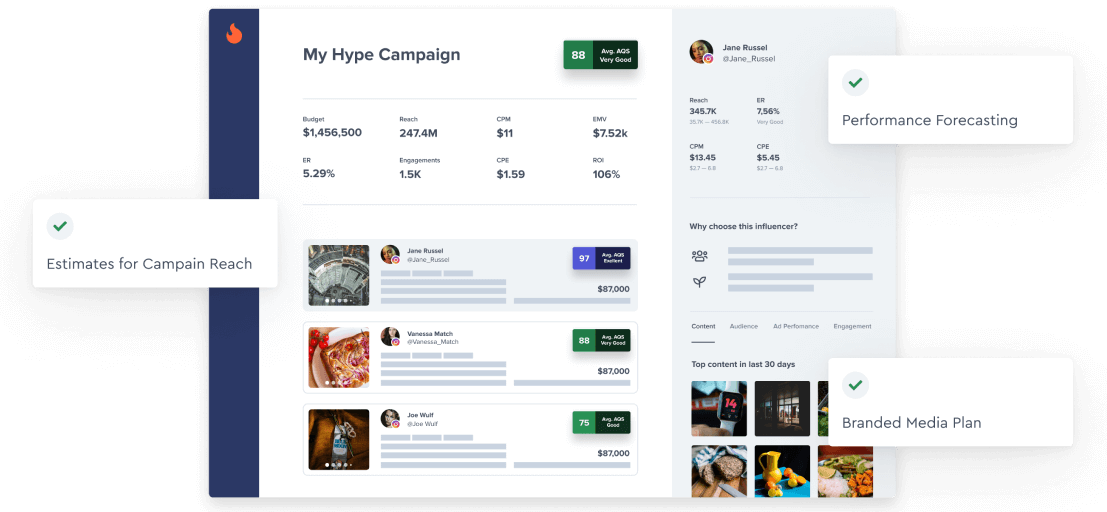 My Hype Campaign
88
Avg. AQS
Very Good
Budget
$1,456,500
Reach
247.4M
CPM
$11
EMV
$7.52k
ER
5.29%
Engagements
1.5K
CPE
$1.59
ROI
106%
Jane Russel
@Jane_Russel
97
Avg. AQS
Exellent
$87,000
Vanessa Match
@Vanessa_Match
88
Avg. AQS
Very Good
$87,000
Joe Wulf
@Joe Wulf
75
Avg. AQS
Good
$87,000
Estimates for Campain Reach
Jane Russel
@Jane_Russel
Reach
345.7K
35.7K — 456.8K
ER
7,56%
Very Good
CPM
$13.45
$2.7 — 6.8
CPE
$5.45
$2.7 — 6.8
Why choose this influencer?
Content Audience Ad Perfomance Engagement
Top content in last 30 days
14
Performance Forecasting
Branded Media Plan